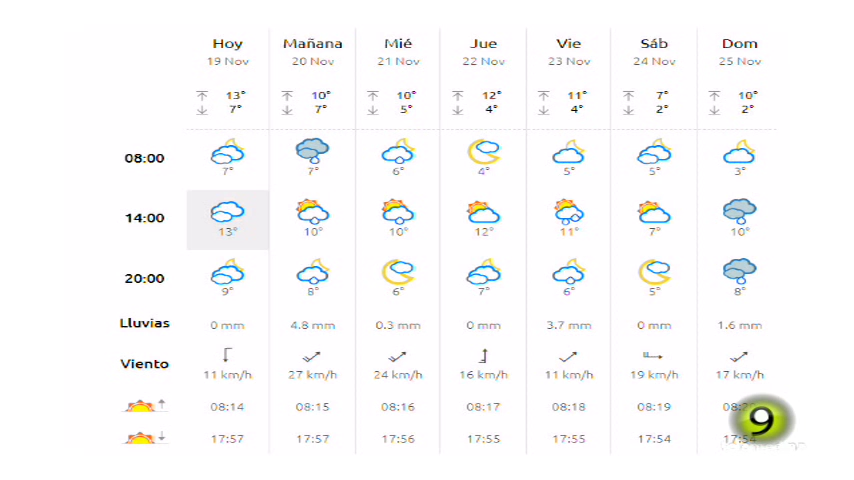 Hoy Mañana Mié Jue Vie Sáb Dom
19 Nov 20 Nov 21 Nov 22 Nov 23 Nov 24 Nov 25 Nov
13° 10° 10° 12° 11° 7° 10°
7° 7° 5° 4° 4° 2° 2°
08:00
7° 7° 6° 4° 5° 5° 3°
14:00
13° 10° 10° 12° 11° 7° 10°
20:00
9° 8° 6° 7° 6° 5° 8°
Lluvias 0 mm 4.8 mm 0.3 mm 0 mm 3.7 mm 0 mm 1.6 mm
Viento 11 km/h 27 km/h 24 km/h 16 km/h 11 km/h 19 km/h 17 km/h
08:14 08:15 08:16 08:17 08:18 08:19
17:57 17:57 17:56 17:55 17:55 17:54 17:54
9